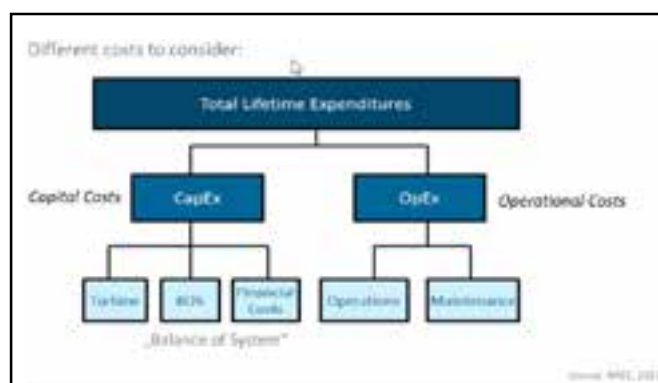 Different costs to consider:
Total Lifetime Expenditures
Capital Costs
CapEx
OpEx
Operational Costs
Turbine
BOS
Financial
Costs
Operations
Maintenance
„Balance of System“